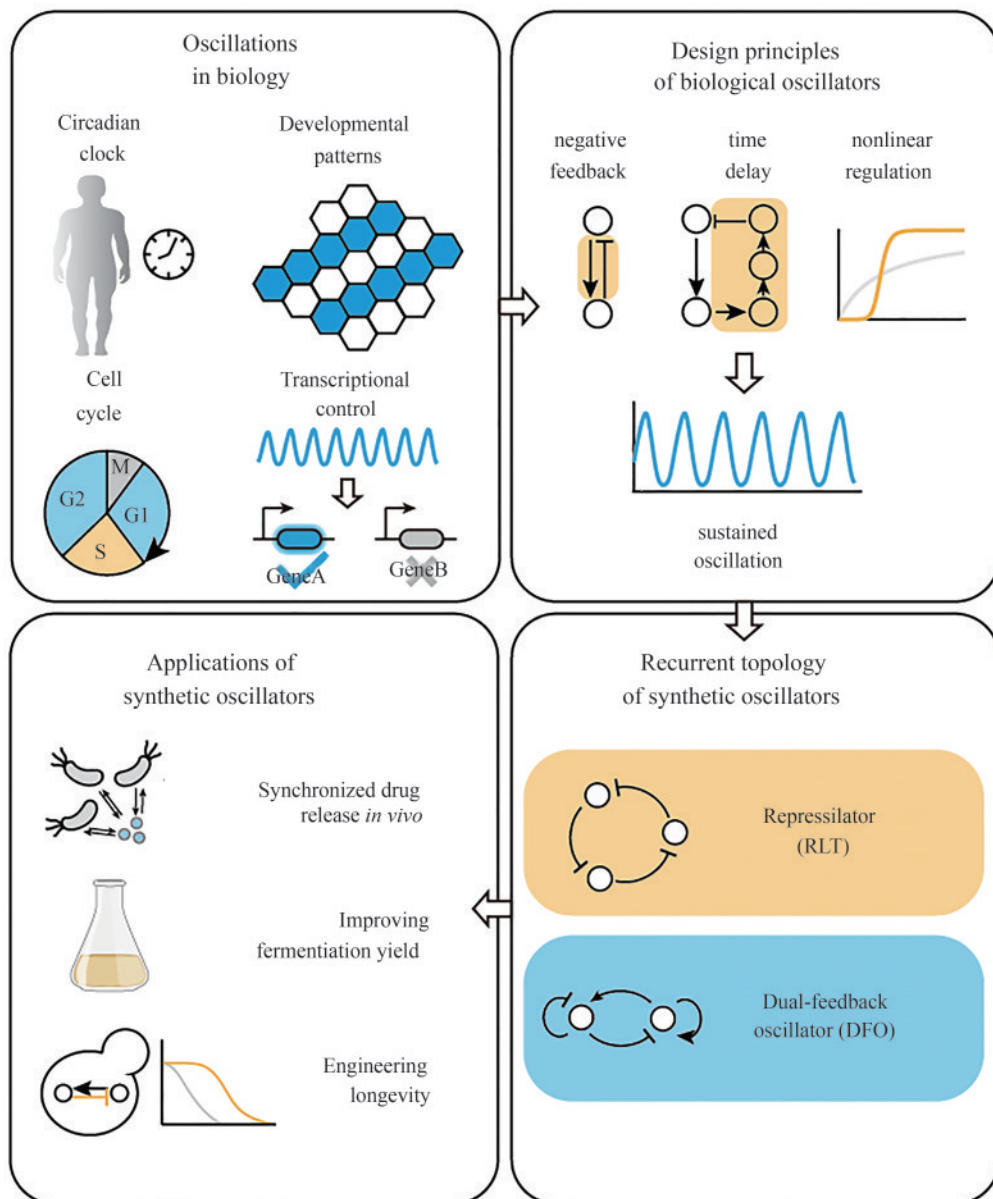 Oscillations
in biology
Circadian
clock
Developmental
patterns
Cell
cycle
Transcriptional
control
M
G2
G1
S
GeneA
GeneB
Design principles
of biological oscillators
negative
feedback
time
delay
nonlinear
regulation
sustained
oscillation
Applications of
synthetic oscillators
Synchronized drug
release in vivo
Improving
fermentiation yield
Engineering
longevity
Recurrent topology
of synthetic oscillators
Repressilator
(RLT)
Dual-feedback
oscillator (DFO)